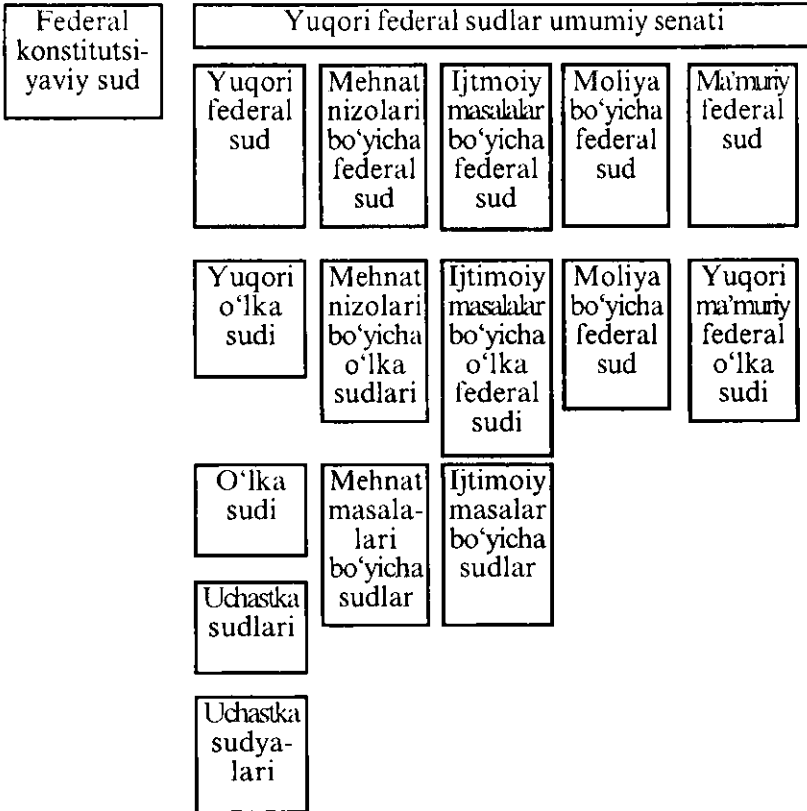 Federal
konstitutsi-
yaviy sud
Yuqori federal sudlar umumiy senati
Yuqori
federal
sud
Mehnat
nizolari
bo‘yicha
federal
sud
Ijtmoiy
masalalar
bo‘yicha
federal
sud
Moliya
bo‘yicha
federal
sud
Ma’muriy
federal
sud
Yuqori
o‘lka
sudi
Mehnat
nizolari
bo‘yicha
o‘lka
sudlari
Ijtimoiy
masalalar
bo‘yicha
o‘lka
federal
sudi
Moliya
bo‘yicha
federal
sud
Yuqori
ma’muriy
federal
o‘lka
sudi
O‘lka
sudi
Mehnat
masala-
lari
bo‘yicha
sudlar
Ijtimoiy
masalar
bo‘yicha
sudlar
Uchastka
sudlari
Uchastka
sudya-
lari